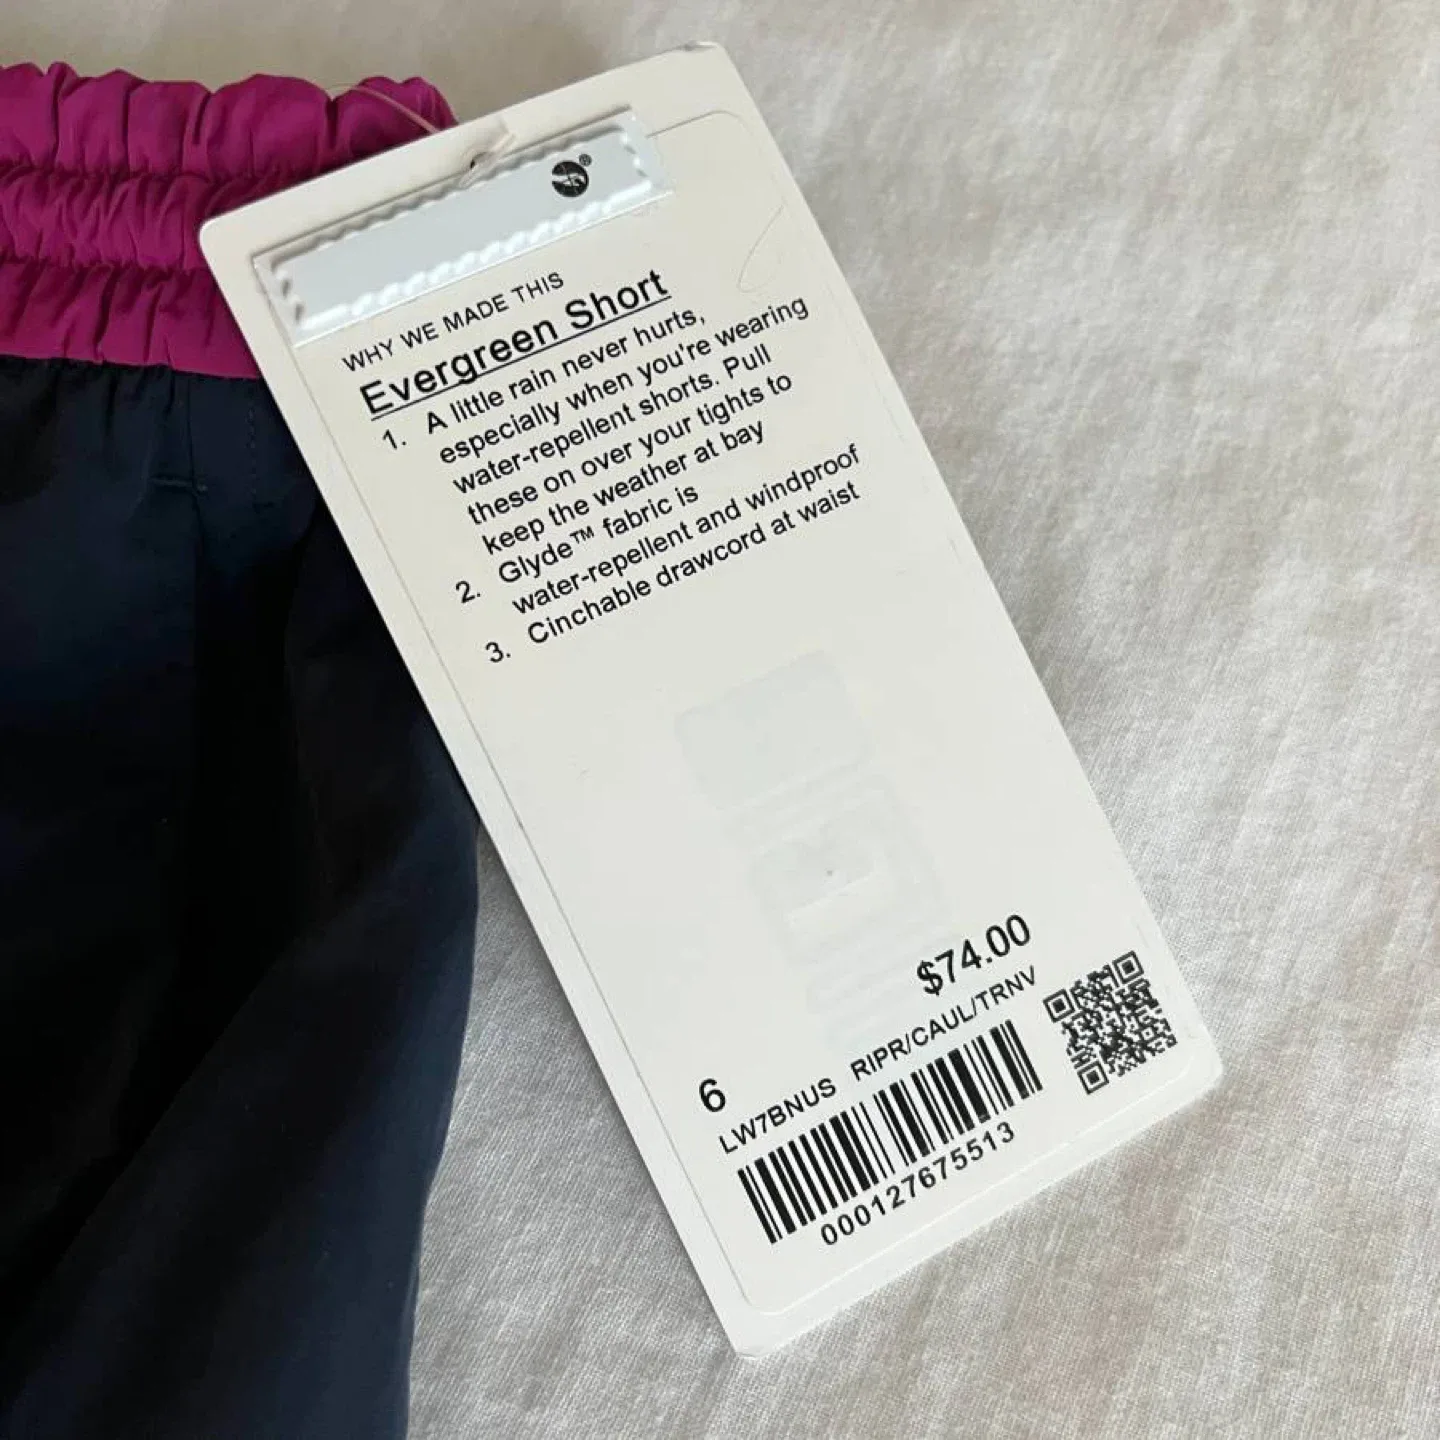 ®
WHY WE MADE THIS
Evergreen Short
1. A little rain never hurts,
especially when you're wearing
water-repellent shorts. Pull
these on over your tights to
keep the weather at bay
2. Glyde™ fabric is
water-repellent and windproof
3. Cinchable drawcord at waist
$74.00
6
LW7BNUS RIPR/CAUL/TRNV
000127675513